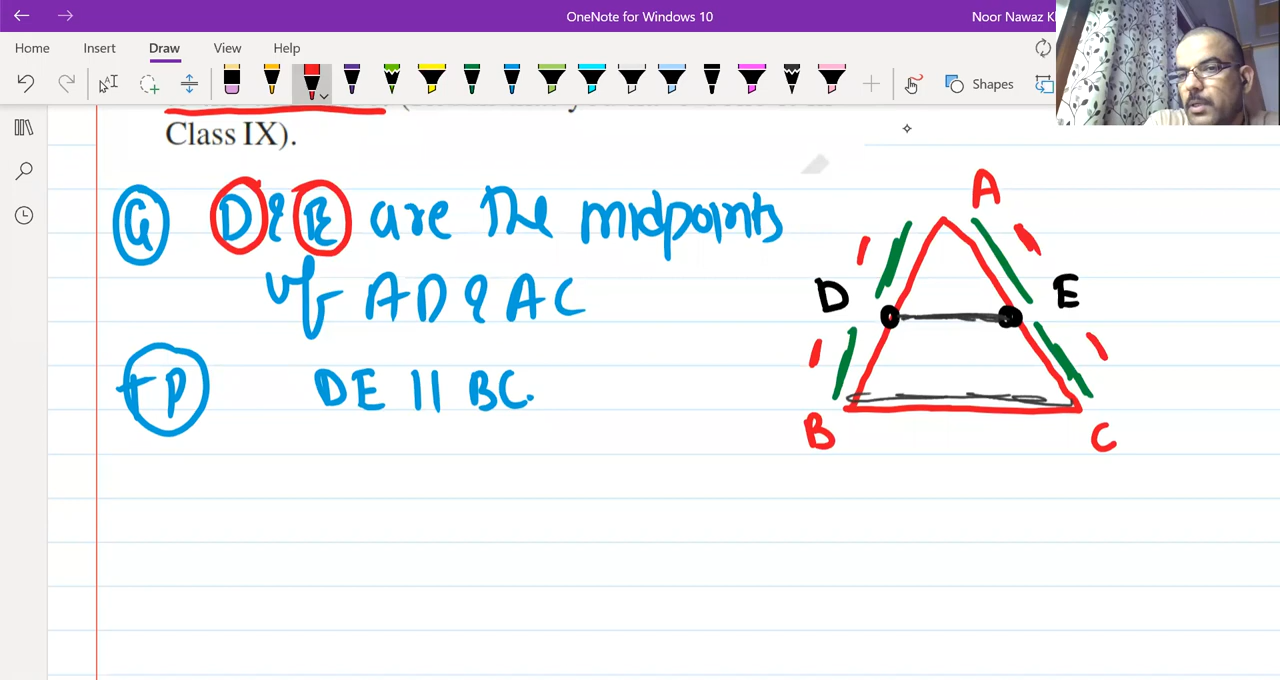 OneNote for Windows 10
Noor Nawaz Kh
Home Insert Draw View Help
Shapes
Class IX).
G D & E are the midpoints
of AD & AC
TP DE || BC.
A
D E
B C